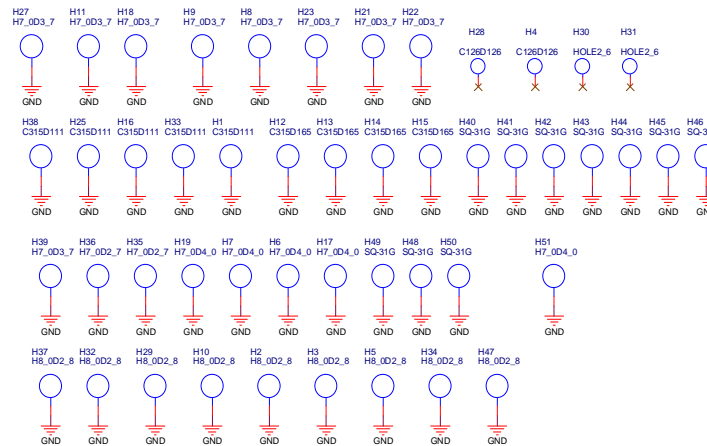 H27 H11 H18 H9 H8 H23 H21 H22
H7_0D3_7 H7_0D3_7 H7_0D3_7 H7_0D3_7 H7_0D3_7 H7_0D3_7 H7_0D3_7 H7_0D3_7
H28 H4 H30 H31
C126D126 C126D126 HOLE2_6 HOLE2_6
GND GND GND GND GND GND GND GND
H38 H25 H16 H33 H1 H12 H13 H14 H15 H40 H41 H42 H43 H44 H45 H46
C315D111 C315D111 C315D111 C315D111 C315D111 C315D165 C315D165 C315D165 C315D165 SQ-31G SQ-31G SQ-31G SQ-31G SQ-31G SQ-31G SQ-3
GND GND GND GND GND GND GND GND GND GND GND GND GND GND GND GND
H39 H36 H35 H19 H7 H6 H17 H49 H48 H50 H51
H7_0D3_7 H7_0D2_7 H7_0D2_7 H7_0D4_0 H7_0D4_0 H7_0D4_0 H7_0D4_0 SQ-31G SQ-31G SQ-31G H7_0D4_0
GND GND GND GND GND GND GND GND GND GND GND
H37 H32 H29 H10 H2 H3 H5 H34 H47
H8_0D2_8 H8_0D2_8 H8_0D2_8 H8_0D2_8 H8_0D2_8 H8_0D2_8 H8_0D2_8 H8_0D2_8 H8_0D2_8
GND GND GND GND GND GND GND GND GND